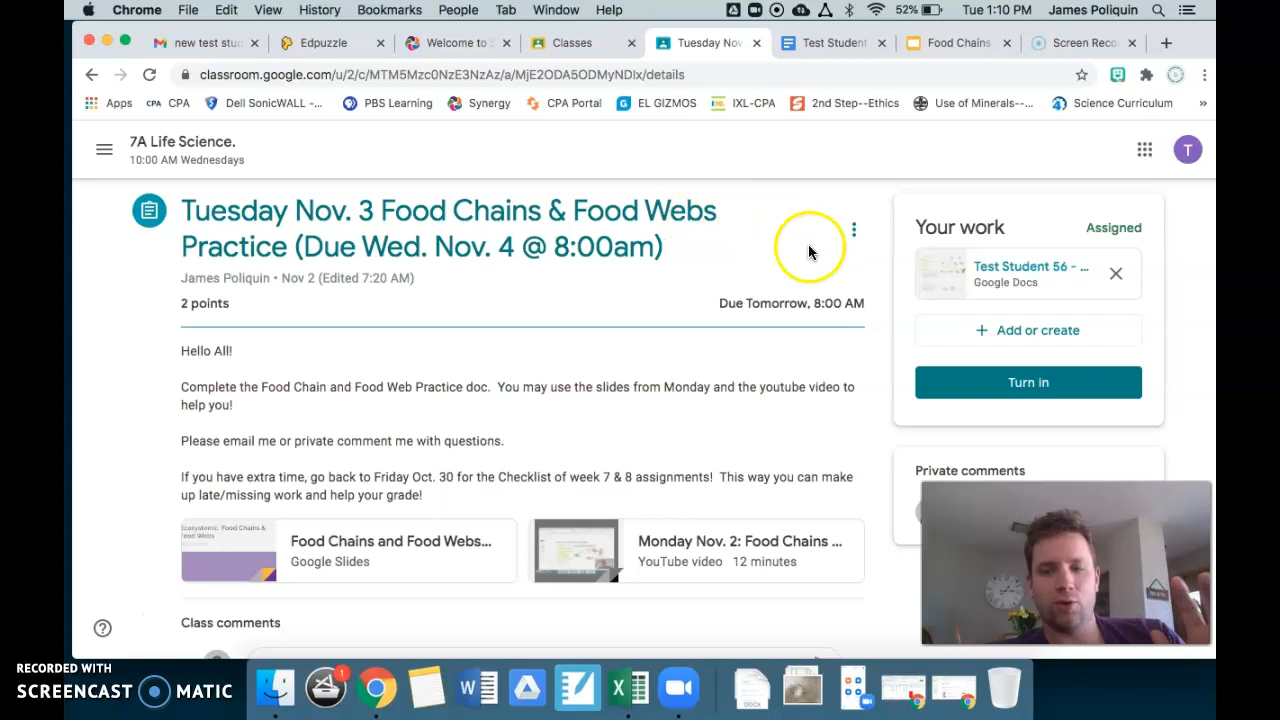 Chrome File Edit View History Bookmarks People Tab Window Help 52% Tue 1:10 PM James Poliquin
new test stu Edpuzzle Welcome to Classes Tuesday Nov. Test Student Food Chains Screen Reco
classroom.google.com/u/2/c/MTM5Mzc0NzE3NzAz/a/MjE2ODA5ODMyNDIx/details
Apps CPA CPA Dell SonicWALL -... PBS Learning Synergy CPA Portal EL GIZMOS IXL-CPA 2nd Step--Ethics Use of Minerals--... Science Curriculum »
7A Life Science.
10:00 AM Wednesdays
T
Tuesday Nov. 3 Food Chains & Food Webs
Practice (Due Wed. Nov. 4 @ 8:00am)
James Poliquin • Nov 2 (Edited 7:20 AM)
2 points Due Tomorrow, 8:00 AM
Hello All!
Complete the Food Chain and Food Web Practice doc. You may use the slides from Monday and the youtube video to
help you!
Please email me or private comment me with questions.
If you have extra time, go back to Friday Oct. 30 for the Checklist of week 7 & 8 assignments! This way you can make
up late/missing work and help your grade!
Ecosystems: Food Chains &
Food Webs
Food Chains and Food Webs...
Google Slides
Monday Nov. 2: Food Chains ...
YouTube video 12 minutes
Class comments
Your work Assigned
Test Student 56 - ...
Google Docs
+ Add or create
Turn in
Private comments
RECORDED WITH
SCREENCAST MATIC
1
DOCX